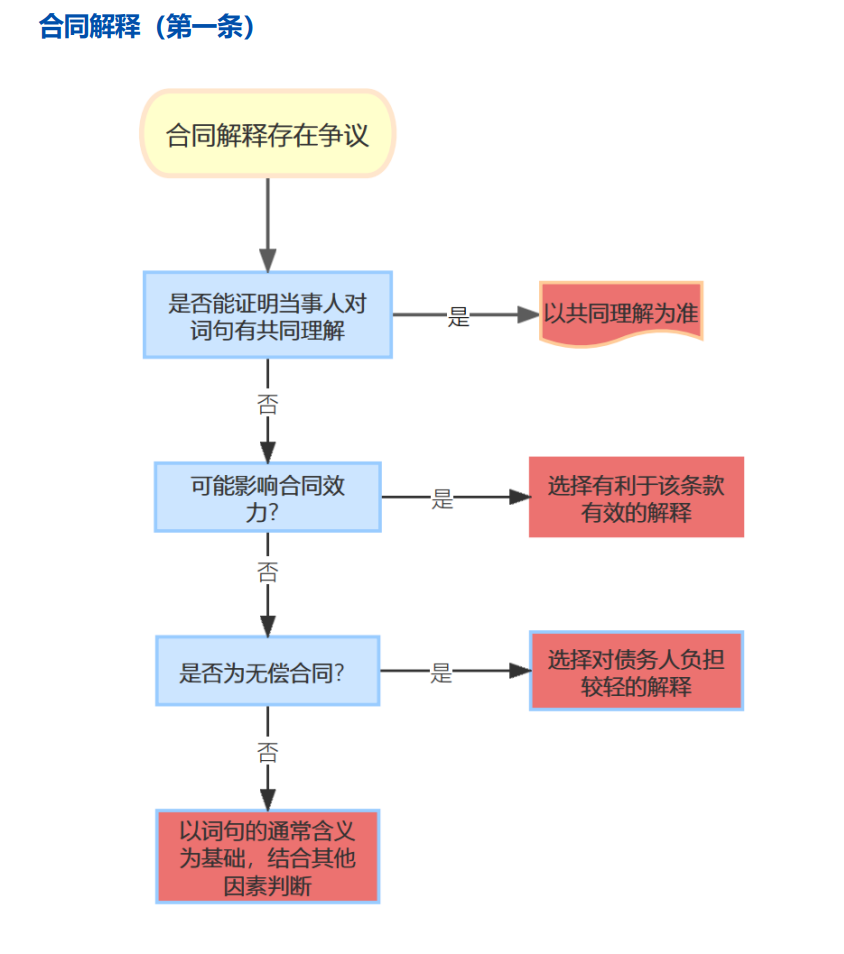 合同解释（第一条）
合同解释存在争议
是否能证明当事人对
词句有共同理解
是
以共同理解为准
否
可能影响合同效
力？
是
选择有利于该条款
有效的解释
否
是否为无偿合同？
是
选择对债务人负担
较轻的解释
否
以词句的通常含义
为基础，结合其他
因素判断